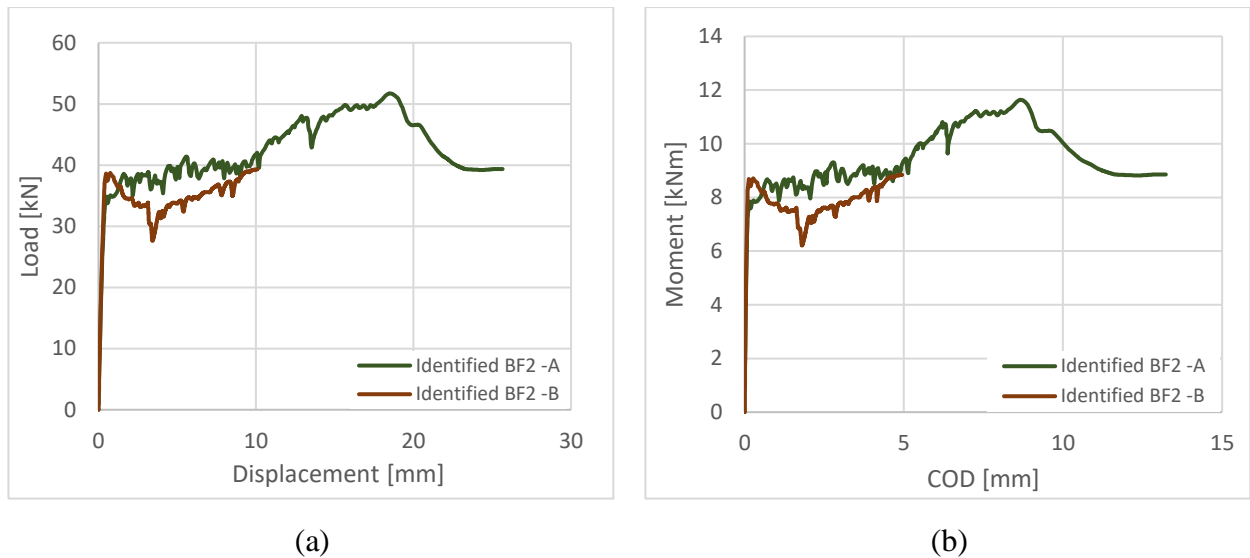 60
50
40
30
20
10
0
Load [kN]
0 10 20 30
Displacement [mm]
Identified BF2 -A
Identified BF2 -B
(a)
14
12
10
8
6
4
2
0
Moment [kNm]
0 5 10 15
COD [mm]
Identified BF2 -A
Identified BF2 -B
(b)